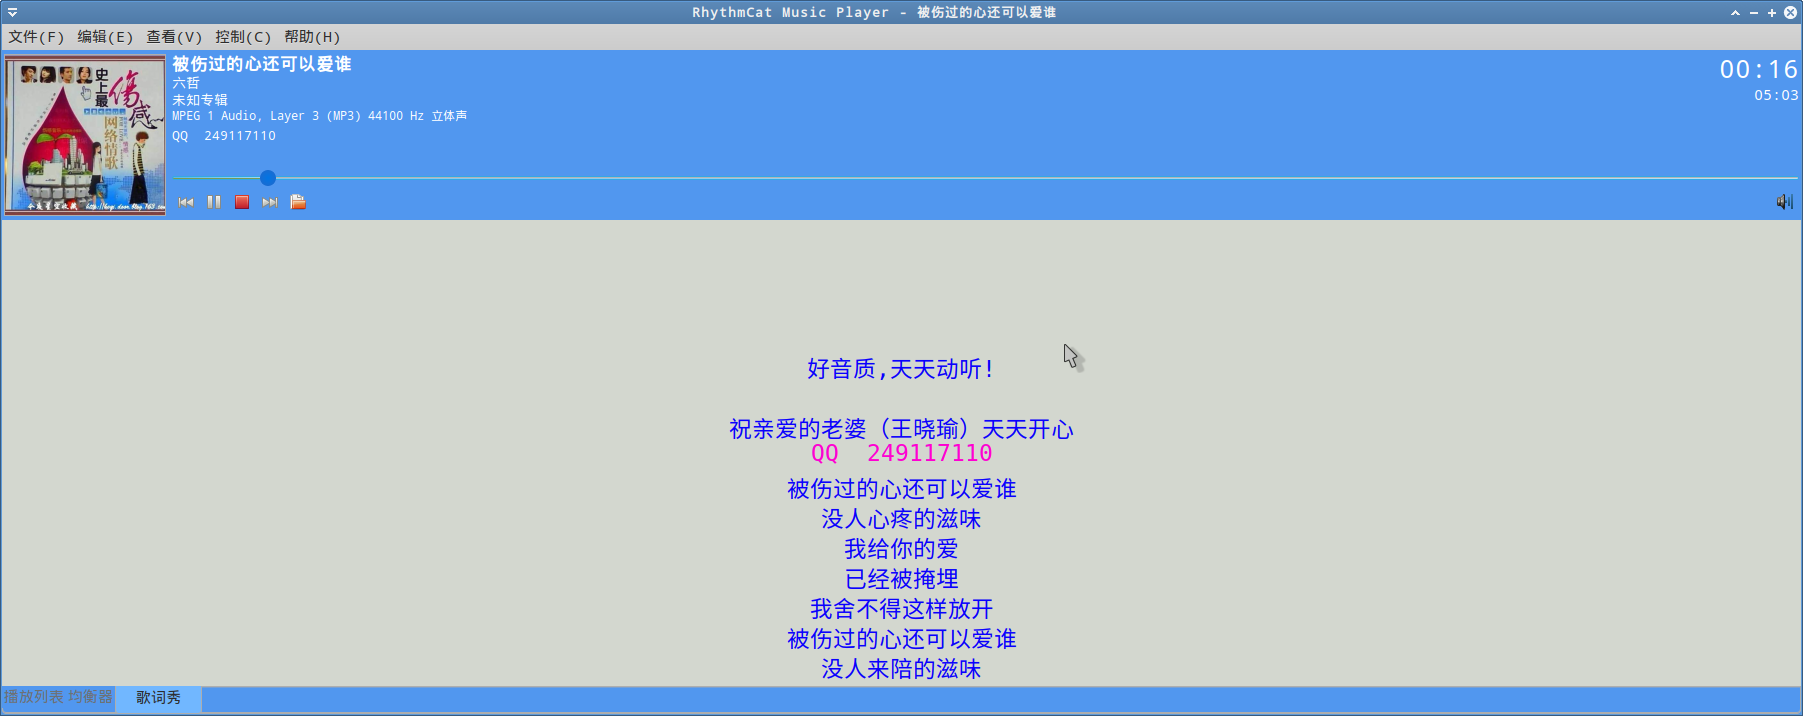 RhythmCat Music Player - 被伤过的心还可以爱谁
文件(F) 编辑(E) 查看(V) 控制(C) 帮助(H)
史上最
傷感
网络情歌
被伤过的心还可以爱谁
六哲
未知专辑
MPEG 1 Audio, Layer 3 (MP3) 44100 Hz 立体声
QQ 249117110
00:16
05:03
好音质,天天动听!
祝亲爱的老婆（王晓瑜）天天开心
QQ 249117110
被伤过的心还可以爱谁
没人心疼的滋味
我给你的爱
已经被掩埋
我舍不得这样放开
被伤过的心还可以爱谁
没人来陪的滋味
播放列表 均衡器 歌词秀